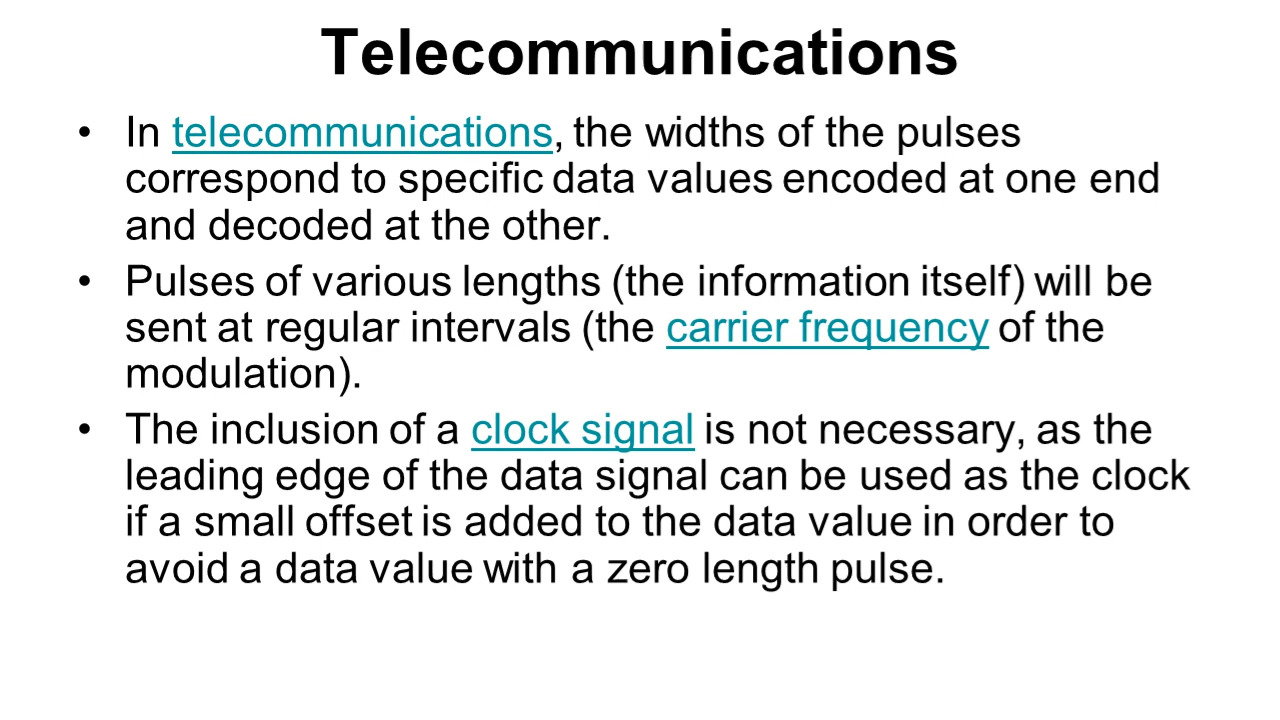 Telecommunications
• In telecommunications, the widths of the pulses
correspond to specific data values encoded at one end
and decoded at the other.
• Pulses of various lengths (the information itself) will be
sent at regular intervals (the carrier frequency of the
modulation).
• The inclusion of a clock signal is not necessary, as the
leading edge of the data signal can be used as the clock
if a small offset is added to the data value in order to
avoid a data value with a zero length pulse.